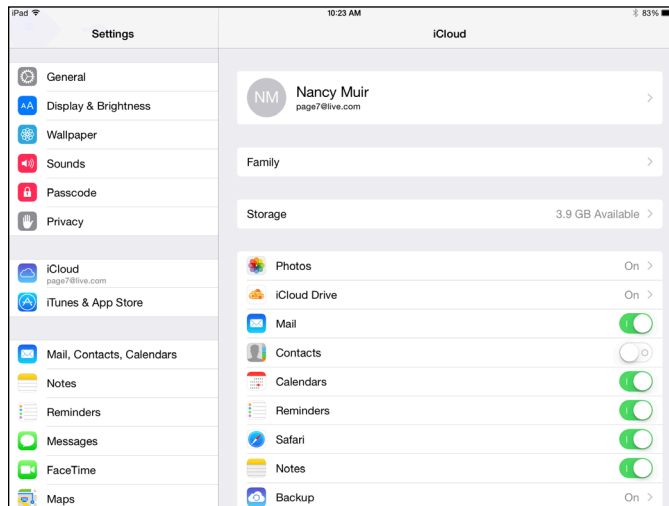 iPad
10:23 AM
83%
Settings
iCloud
General
AA
Display & Brightness
Wallpaper
Sounds
Passcode
Privacy
iCloud
page7@live.com
iTunes & App Store
Mail, Contacts, Calendars
Notes
Reminders
Messages
FaceTime
Maps
NM
Nancy Muir
page7@live.com
Family
Storage
3.9 GB Available
Photos
On
iCloud Drive
On
Mail
Contacts
Calendars
Reminders
Safari
Notes
Backup
On